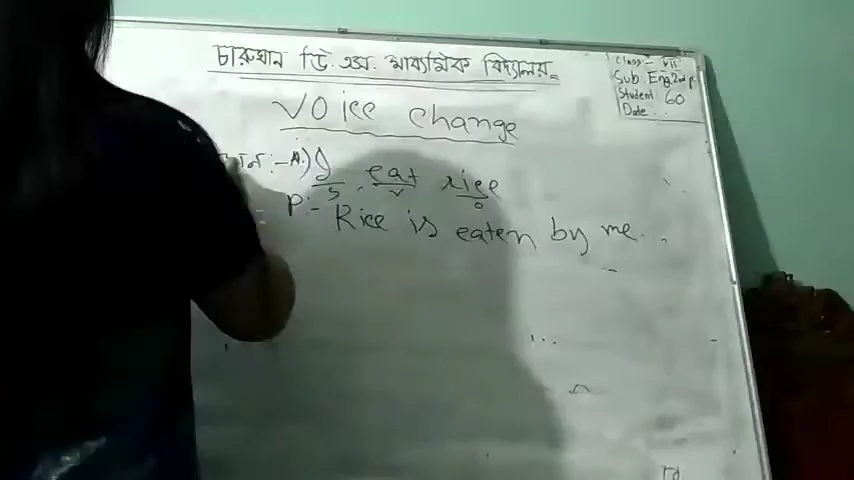 চারুখান ডি. এস. মাধ্যমিক বিদ্যালয়
Class:- VII
Sub. Eng 2nd P
Student 60
Date...
Voice change
:- A:) I eat rice
S V O
P:- Rice is eaten by me...